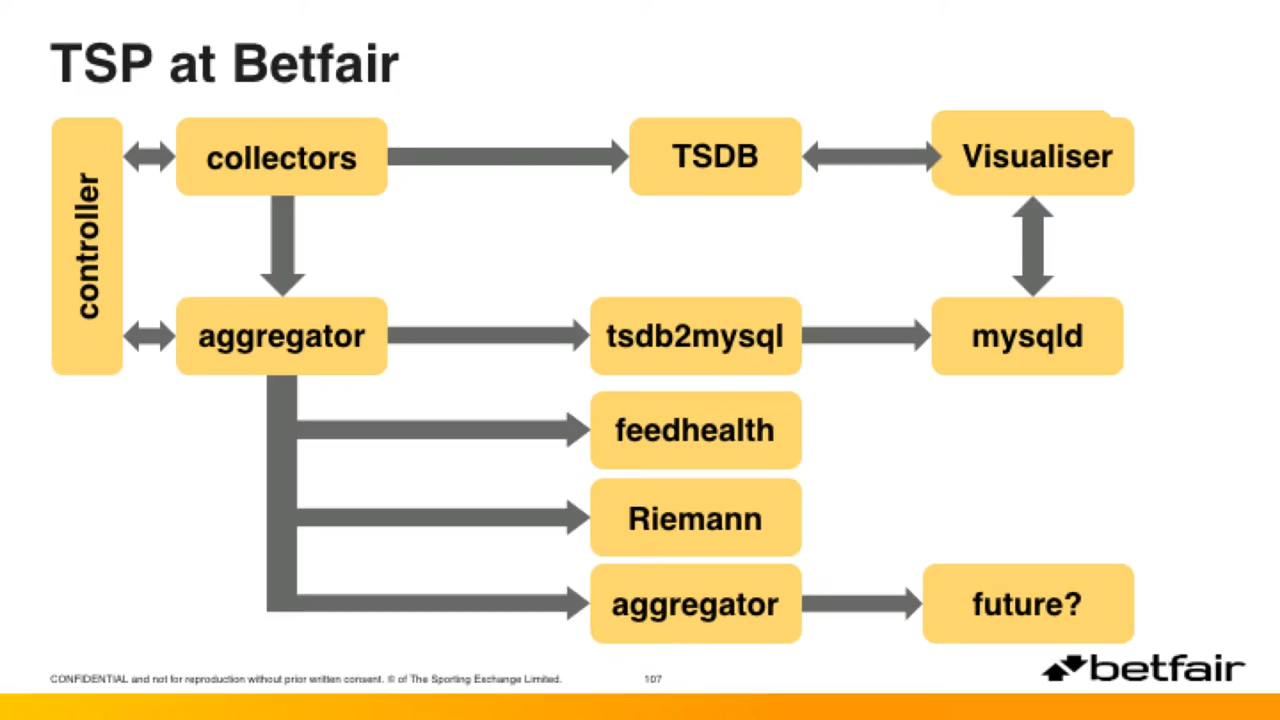 TSP at Betfair
controller
collectors
TSDB
Visualiser
aggregator
tsdb2mysql
mysqld
feedhealth
Riemann
aggregator
future?
CONFIDENTIAL and not for reproduction without prior written consent. © of The Sporting Exchange Limited.
107
betfair